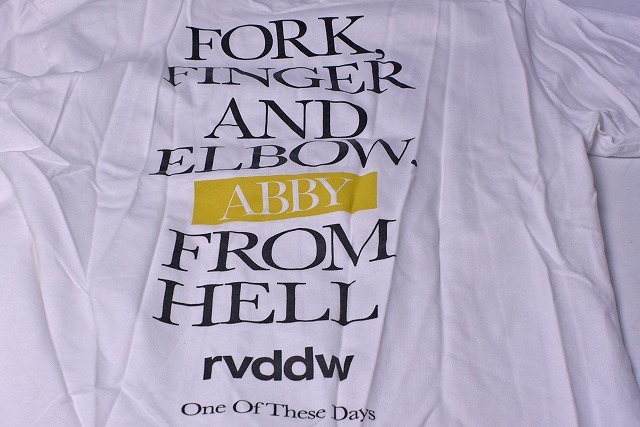 FORK,
FINGER
AND
ELBOW,
ABBY
FROM
HELL
rvddw
One Of These Days